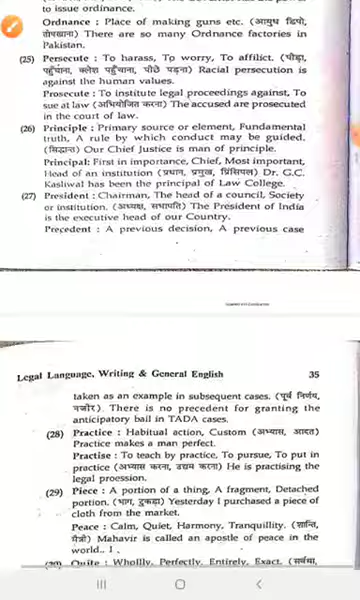 to issue ordinance.
Ordnance : Place of making guns etc. (आयुध डिपो,
तोपखाना) There are so many Ordnance factories in
Pakistan.
(25) Persecute : To harass, To worry, To afflict. (पीड़ा,
पहुँचाना, क्लेश पहुँचाना, पीछे पड़ना) Racial persecution is
against the human values.
Prosecute : To institute legal proceedings against, To
sue at law (अभियोजित करना) The accused are prosecuted
in the court of law.
(26) Principle : Primary source or element, Fundamental
truth, A rule by which conduct may be guided.
(सिद्धान्त) Our Chief Justice is man of principle.
Principal: First in importance, Chief, Most important,
Head of an institution (प्रधान, प्रमुख, प्रिंसिपल) Dr. G.C.
Kasliwal has been the principal of Law College.
(27) President : Chairman, The head of a council, Society
or institution. (अध्यक्ष, सभापति) The President of India
is the executive head of our Country.
Precedent : A previous decision, A previous case
Legal Language, Writing & General English 35
taken as an example in subsequent cases. (पूर्व निर्णय,
नजीर) There is no precedent for granting the
anticipatory bail in TADA cases.
(28) Practice : Habitual action, Custom (अभ्यास, आदत)
Practice makes a man perfect.
Practise : To teach by practice, To pursue, To put in
practice (अभ्यास करना, उद्यम करना) He is practising the
legal proession.
(29) Piece : A portion of a thing, A fragment, Detached
portion. (भाग, टुकड़ा) Yesterday I purchased a piece of
cloth from the market.
Peace : Calm, Quiet, Harmony, Tranquillity. (शान्ति,
मैत्री) Mahavir is called an apostle of peace in the
world..
(30) Quite : Whollly, Perfectly, Entirely, Exact. (सर्वथा,